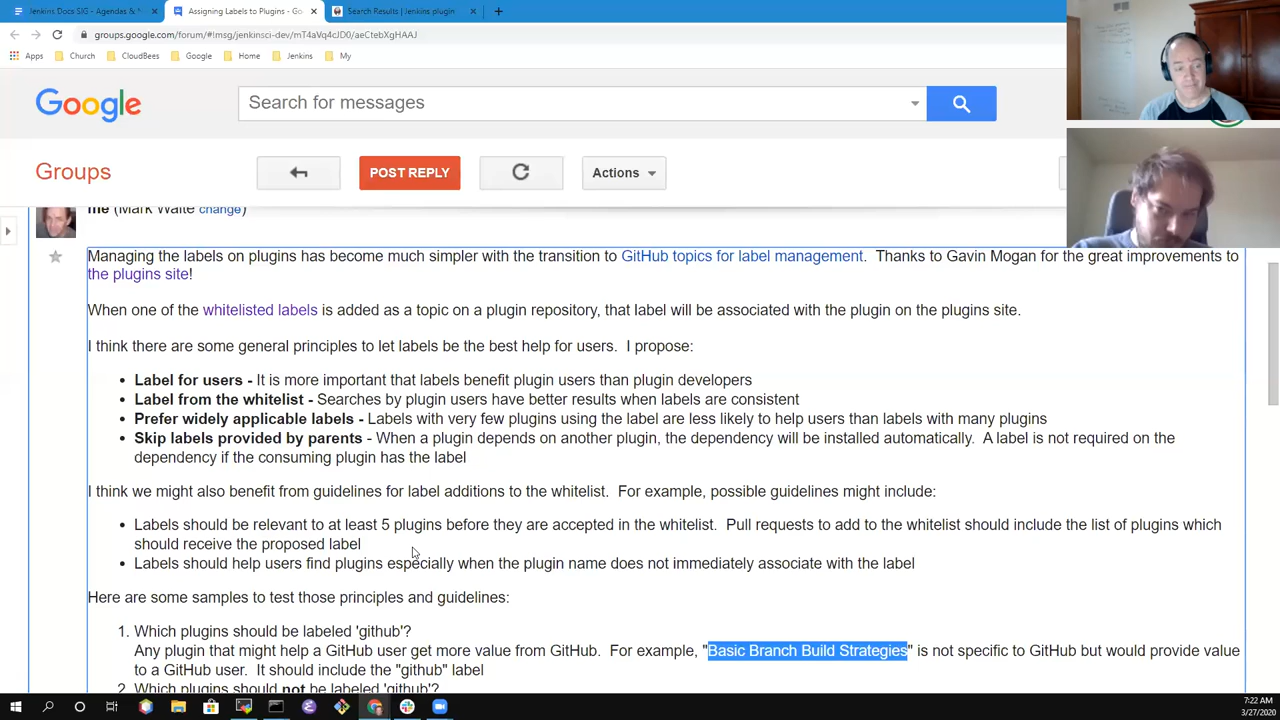 Jenkins Docs SIG - Agendas &
Assigning Labels to Plugins - Go
Search Results | Jenkins plugin
groups.google.com/forum/#!msg/jenkinsci-dev/mT4aVq4cJD0/aeCtebXgHAAJ
Apps Church CloudBees Google Home Jenkins My
Google
Search for messages
Groups
POST REPLY
Actions
me (Mark Waite change)
Managing the labels on plugins has become much simpler with the transition to GitHub topics for label management. Thanks to Gavin Mogan for the great improvements to
the plugins site!
When one of the whitelisted labels is added as a topic on a plugin repository, that label will be associated with the plugin on the plugins site.
I think there are some general principles to let labels be the best help for users. I propose:
• Label for users - It is more important that labels benefit plugin users than plugin developers
• Label from the whitelist - Searches by plugin users have better results when labels are consistent
• Prefer widely applicable labels - Labels with very few plugins using the label are less likely to help users than labels with many plugins
• Skip labels provided by parents - When a plugin depends on another plugin, the dependency will be installed automatically. A label is not required on the
dependency if the consuming plugin has the label
I think we might also benefit from guidelines for label additions to the whitelist. For example, possible guidelines might include:
• Labels should be relevant to at least 5 plugins before they are accepted in the whitelist. Pull requests to add to the whitelist should include the list of plugins which
should receive the proposed label
• Labels should help users find plugins especially when the plugin name does not immediately associate with the label
Here are some samples to test those principles and guidelines:
1. Which plugins should be labeled 'github'?
Any plugin that might help a GitHub user get more value from GitHub. For example, "Basic Branch Build Strategies" is not specific to GitHub but would provide value
to a GitHub user. It should include the "github" label
2. Which plugins should not be labeled 'github'?
7:22 AM
3/27/2020